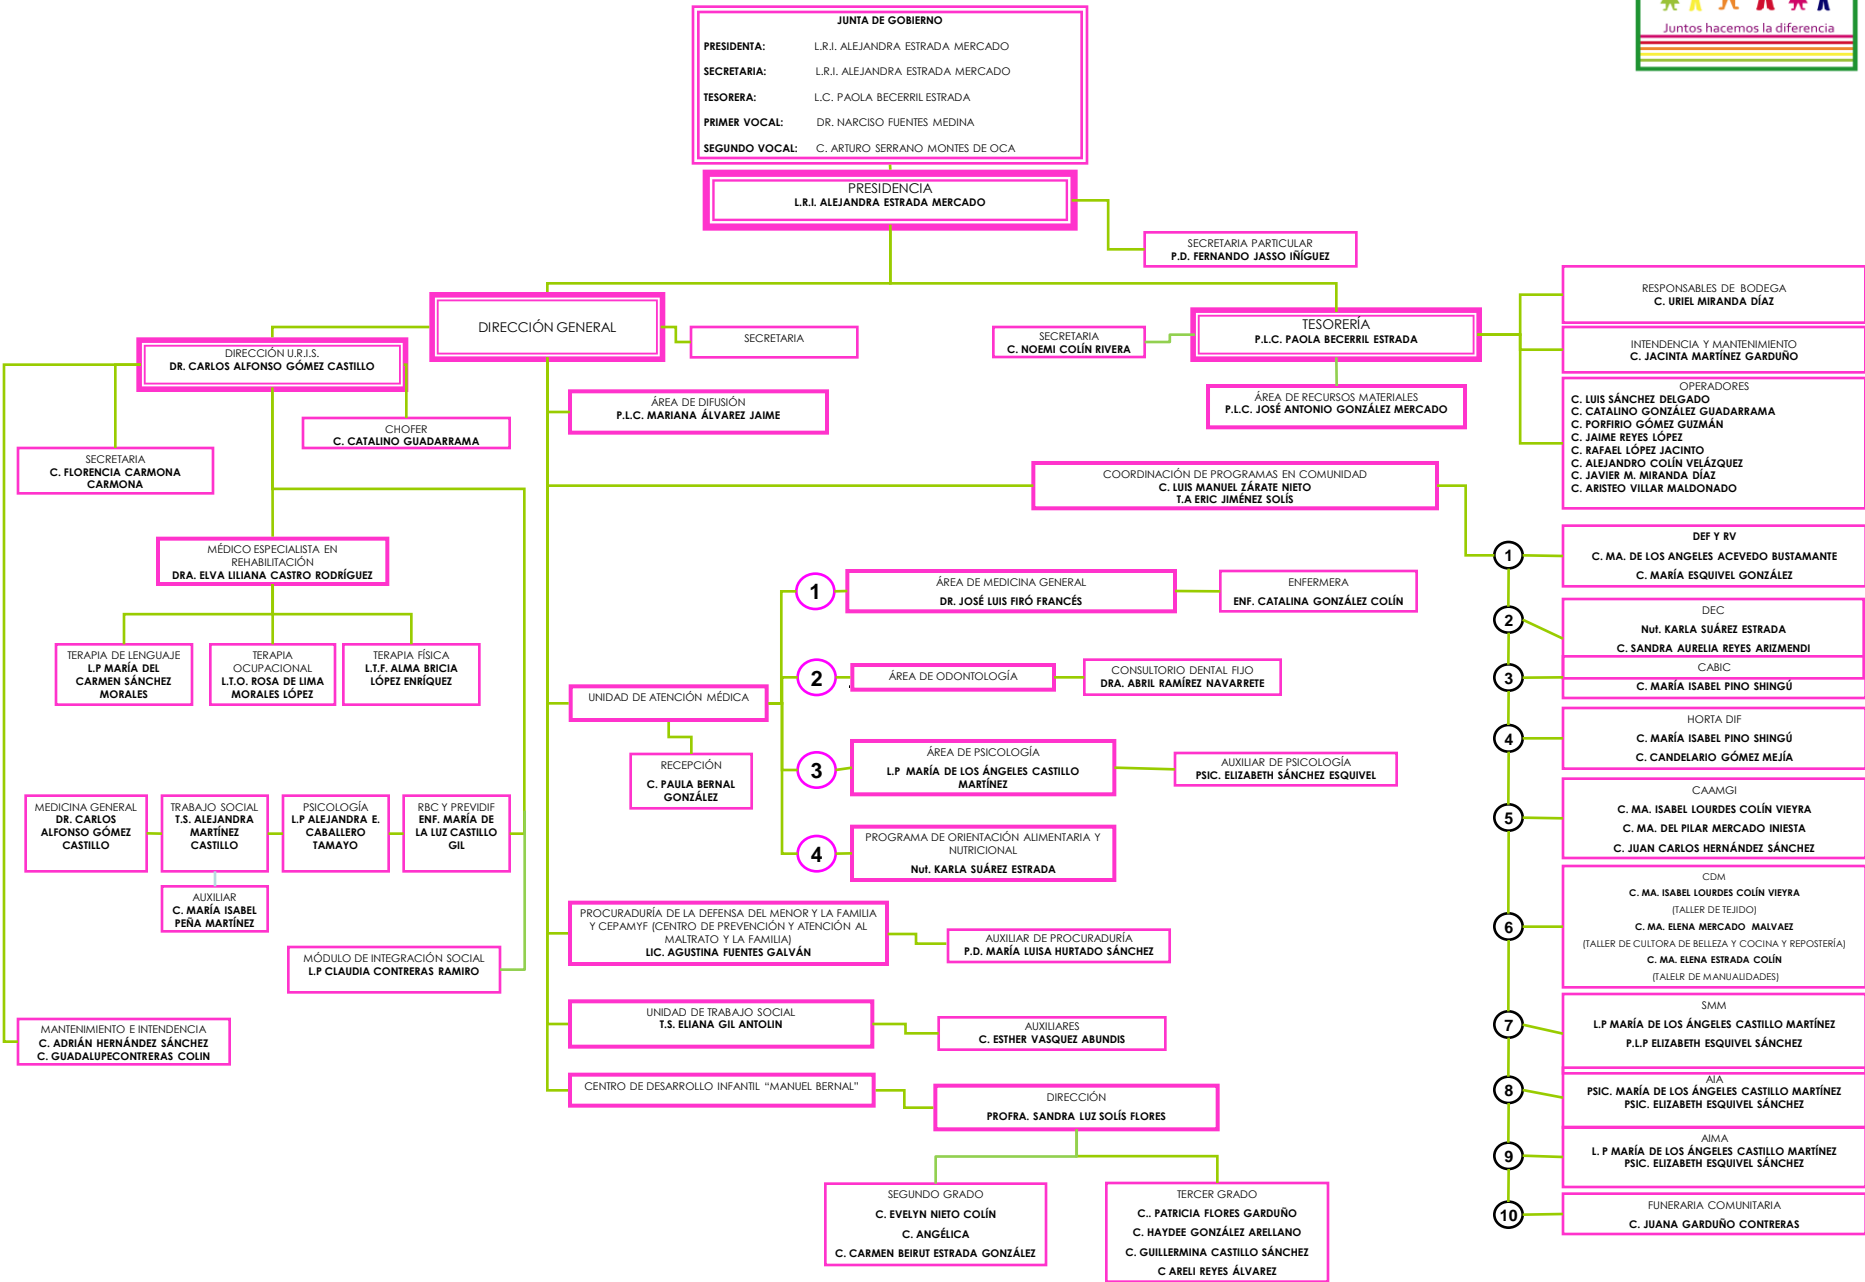 Juntos hacemos la diferencia
JUNTA DE GOBIERNO
PRESIDENTA: L.R.I. ALEJANDRA ESTRADA MERCADO
SECRETARIA: L.R.I. ALEJANDRA ESTRADA MERCADO
TESORERA: L.C. PAOLA BECERRIL ESTRADA
PRIMER VOCAL: DR. NARCISO FUENTES MEDINA
SEGUNDO VOCAL: C. ARTURO SERRANO MONTES DE OCA
PRESIDENCIA
L.R.I. ALEJANDRA ESTRADA MERCADO
SECRETARIA PARTICULAR
P.D. FERNANDO JASSO IÑÍGUEZ
DIRECCIÓN GENERAL
SECRETARIA
SECRETARIA
C. NOEMI COLÍN RIVERA
TESORERÍA
P.L.C. PAOLA BECERRIL ESTRADA
ÁREA DE RECURSOS MATERIALES
P.L.C. JOSÉ ANTONIO GONZÁLEZ MERCADO
RESPONSABLES DE BODEGA
C. URIEL MIRANDA DÍAZ
INTENDENCIA Y MANTENIMIENTO
C. JACINTA MARTÍNEZ GARDUÑO
OPERADORES
C. LUIS SÁNCHEZ DELGADO
C. CATALINO GONZÁLEZ GUADARRAMA
C. PORFIRIO GÓMEZ GUZMÁN
C. JAIME REYES LÓPEZ
C. RAFAEL LÓPEZ JACINTO
C. ALEJANDRO COLÍN VELÁZQUEZ
C. JAVIER M. MIRANDA DÍAZ
C. ARISTEO VILLAR MALDONADO
DIRECCIÓN U.R.I.S.
DR. CARLOS ALFONSO GÓMEZ CASTILLO
CHOFER
C. CATALINO GUADARRAMA
SECRETARIA
C. FLORENCIA CARMONA
CARMONA
MÉDICO ESPECIALISTA EN
REHABILITACIÓN
DRA. ELVA LILIANA CASTRO RODRÍGUEZ
TERAPIA DE LENGUAJE
L.P MARÍA DEL
CARMEN SÁNCHEZ
MORALES
TERAPIA
OCUPACIONAL
L.T.O. ROSA DE LIMA
MORALES LÓPEZ
TERAPIA FÍSICA
L.T.F. ALMA BRICIA
LÓPEZ ENRÍQUEZ
MEDICINA GENERAL
DR. CARLOS
ALFONSO GÓMEZ
CASTILLO
TRABAJO SOCIAL
T.S. ALEJANDRA
MARTÍNEZ
CASTILLO
PSICOLOGÍA
L.P ALEJANDRA E.
CABALLERO
TAMAYO
RBC Y PREVIDIF
ENF. MARÍA DE
LA LUZ CASTILLO
GIL
AUXILIAR
C. MARÍA ISABEL
PEÑA MARTÍNEZ
MÓDULO DE INTEGRACIÓN SOCIAL
L.P CLAUDIA CONTRERAS RAMIRO
MANTENIMIENTO E INTENDENCIA
C. ADRIÁN HERNÁNDEZ SÁNCHEZ
C. GUADALUPECONTRERAS COLIN
ÁREA DE DIFUSIÓN
P.L.C. MARIANA ÁLVAREZ JAIME
COORDINACIÓN DE PROGRAMAS EN COMUNIDAD
C. LUIS MANUEL ZÁRATE NIETO
T.A ERIC JIMÉNEZ SOLÍS
UNIDAD DE ATENCIÓN MÉDICA
RECEPCIÓN
C. PAULA BERNAL
GONZÁLEZ
1
ÁREA DE MEDICINA GENERAL
DR. JOSÉ LUIS FIRÓ FRANCÉS
ENFERMERA
ENF. CATALINA GONZÁLEZ COLÍN
2
ÁREA DE ODONTOLOGÍA
CONSULTORIO DENTAL FIJO
DRA. ABRIL RAMÍREZ NAVARRETE
3
ÁREA DE PSICOLOGÍA
L.P MARÍA DE LOS ÁNGELES CASTILLO
MARTÍNEZ
AUXILIAR DE PSICOLOGÍA
PSIC. ELIZABETH SÁNCHEZ ESQUIVEL
4
PROGRAMA DE ORIENTACIÓN ALIMENTARIA Y
NUTRICIONAL
Nut. KARLA SUÁREZ ESTRADA
PROCURADURÍA DE LA DEFENSA DEL MENOR Y LA FAMILIA
Y CEPAMYF (CENTRO DE PREVENCIÓN Y ATENCIÓN AL
MALTRATO Y LA FAMILIA)
LIC. AGUSTINA FUENTES GALVÁN
AUXILIAR DE PROCURADURÍA
P.D. MARÍA LUISA HURTADO SÁNCHEZ
UNIDAD DE TRABAJO SOCIAL
T.S. ELIANA GIL ANTOLIN
AUXILIARES
C. ESTHER VASQUEZ ABUNDIS
CENTRO DE DESARROLLO INFANTIL “MANUEL BERNAL”
DIRECCIÓN
PROFRA. SANDRA LUZ SOLÍS FLORES
SEGUNDO GRADO
C. EVELYN NIETO COLÍN
C. ANGÉLICA
C. CARMEN BEIRUT ESTRADA GONZÁLEZ
TERCER GRADO
C.. PATRICIA FLORES GARDUÑO
C. HAYDEE GONZÁLEZ ARELLANO
C. GUILLERMINA CASTILLO SÁNCHEZ
C ARELI REYES ÁLVAREZ
1
DEF Y RV
C. MA. DE LOS ANGELES ACEVEDO BUSTAMANTE
C. MARÍA ESQUIVEL GONZÁLEZ
2
DEC
Nut. KARLA SUÁREZ ESTRADA
C. SANDRA AURELIA REYES ARIZMENDI
3
CABIC
C. MARÍA ISABEL PINO SHINGÚ
4
HORTA DIF
C. MARÍA ISABEL PINO SHINGÚ
C. CANDELARIO GÓMEZ MEJÍA
5
CAAMGI
C. MA. ISABEL LOURDES COLÍN VIEYRA
C. MA. DEL PILAR MERCADO INIESTA
C. JUAN CARLOS HERNÁNDEZ SÁNCHEZ
6
CDM
C. MA. ISABEL LOURDES COLÍN VIEYRA
(TALLER DE TEJIDO)
C. MA. ELENA MERCADO MALVAEZ
(TALLER DE CULTORA DE BELLEZA Y COCINA Y REPOSTERÍA)
C. MA. ELENA ESTRADA COLÍN
(TALELR DE MANUALIDADES)
7
SMM
L.P MARÍA DE LOS ÁNGELES CASTILLO MARTÍNEZ
P.L.P ELIZABETH ESQUIVEL SÁNCHEZ
8
AIA
PSIC. MARÍA DE LOS ÁNGELES CASTILLO MARTÍNEZ
PSIC. ELIZABETH ESQUIVEL SÁNCHEZ
9
AIMA
L. P MARÍA DE LOS ÁNGELES CASTILLO MARTÍNEZ
PSIC. ELIZABETH ESQUIVEL SÁNCHEZ
10
FUNERARIA COMUNITARIA
C. JUANA GARDUÑO CONTRERAS